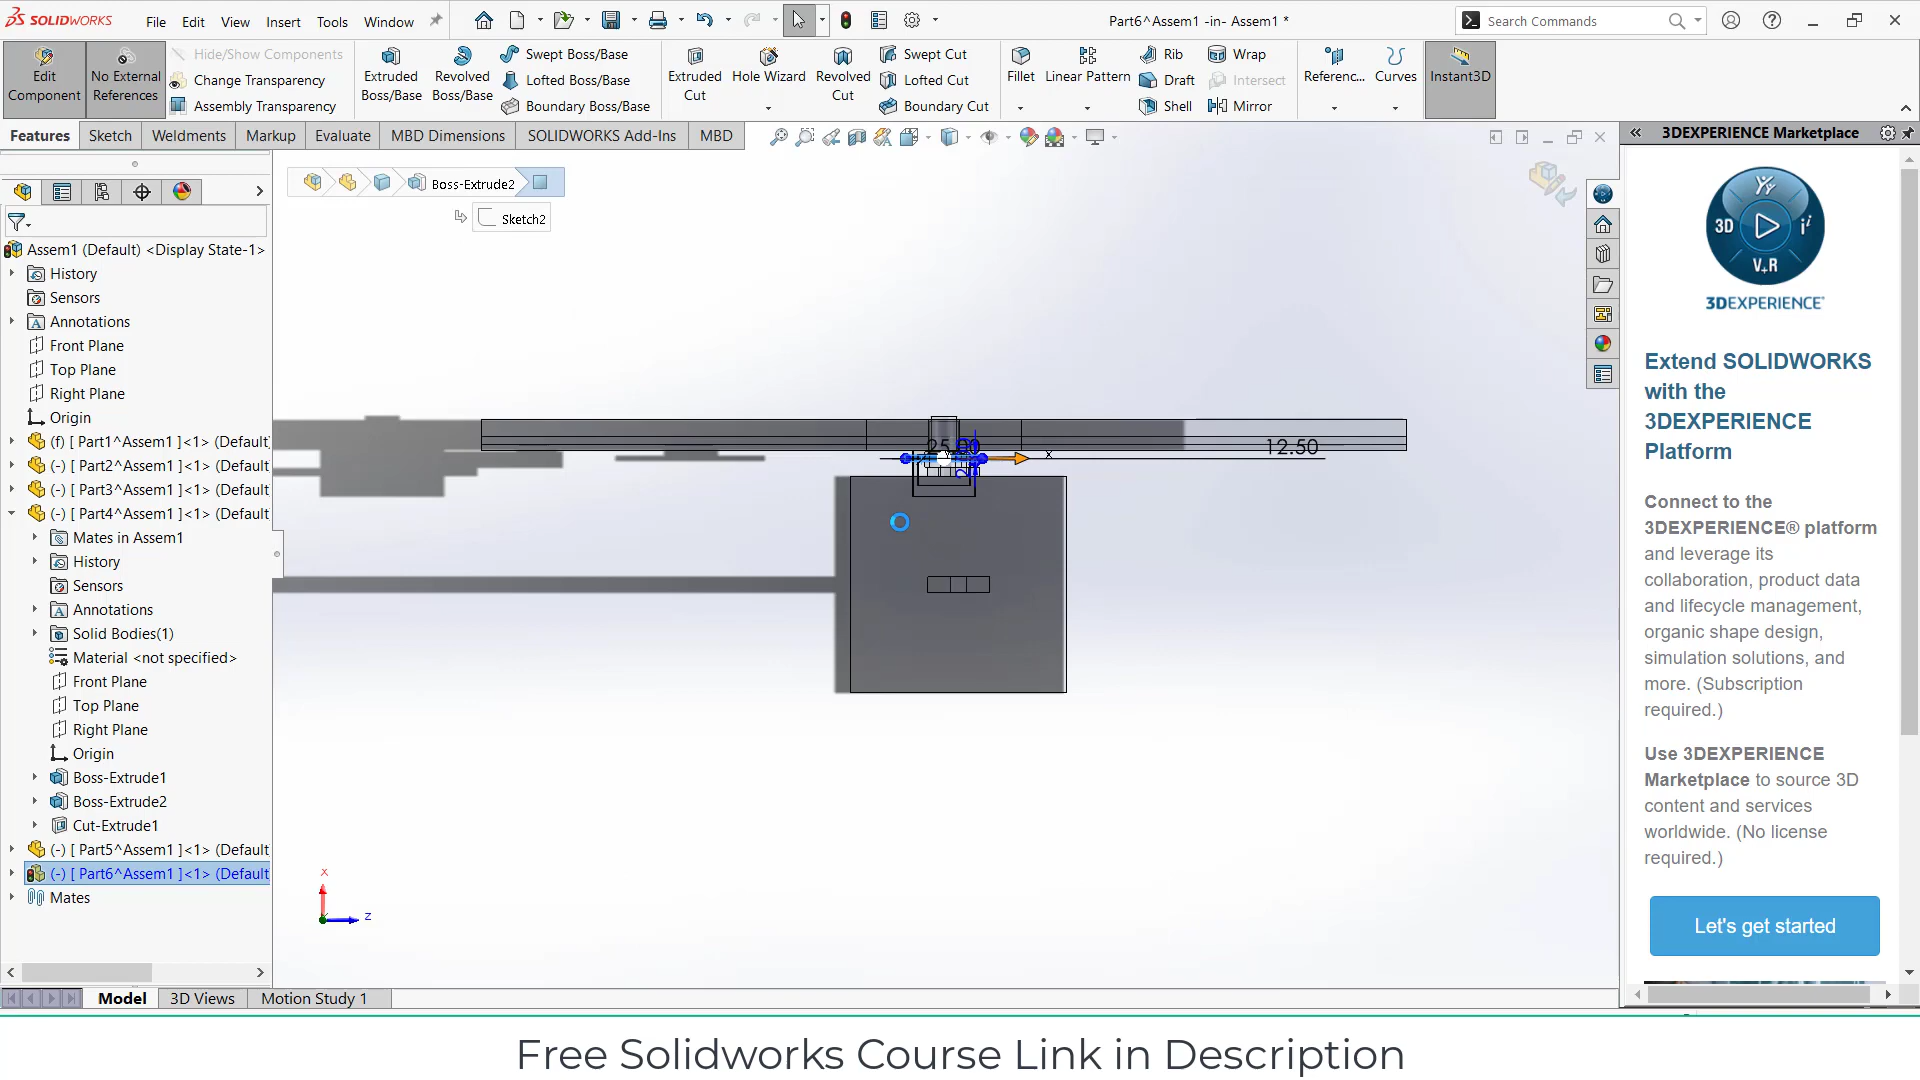 SOLIDWORKS File Edit View Insert Tools Window Part6^Assem1 -in- Assem1 * Search Commands
Edit Component
No External References
Hide/Show Components
Change Transparency
Assembly Transparency
Extruded Boss/Base
Revolved Boss/Base
Swept Boss/Base
Lofted Boss/Base
Boundary Boss/Base
Extruded Cut
Hole Wizard
Revolved Cut
Swept Cut
Lofted Cut
Boundary Cut
Fillet
Linear Pattern
Rib
Draft
Shell
Wrap
Intersect
Mirror
Referenc...
Curves
Instant3D
Features Sketch Weldments Markup Evaluate MBD Dimensions SOLIDWORKS Add-Ins MBD
3DEXPERIENCE Marketplace
Boss-Extrude2
Sketch2
Assem1 (Default) <Display State-1>
History
Sensors
Annotations
Front Plane
Top Plane
Right Plane
Origin
(f) [ Part1^Assem1 ]<1> (Default
(-) [ Part2^Assem1 ]<1> (Default
(-) [ Part3^Assem1 ]<1> (Default
(-) [ Part4^Assem1 ]<1> (Default
Mates in Assem1
History
Sensors
Annotations
Solid Bodies(1)
Material <not specified>
Front Plane
Top Plane
Right Plane
Origin
Boss-Extrude1
Boss-Extrude2
Cut-Extrude1
(-) [ Part5^Assem1 ]<1> (Default
(-) [ Part6^Assem1 ]<1> (Default
Mates
12.50
X
Z
3D
V+R
3DEXPERIENCE
Extend SOLIDWORKS
with the
3DEXPERIENCE
Platform
Connect to the
3DEXPERIENCE® platform
and leverage its
collaboration, product data
and lifecycle management,
organic shape design,
simulation solutions, and
more. (Subscription
required.)
Use 3DEXPERIENCE
Marketplace to source 3D
content and services
worldwide. (No license
required.)
Let's get started
Model 3D Views Motion Study 1
Free Solidworks Course Link in Description